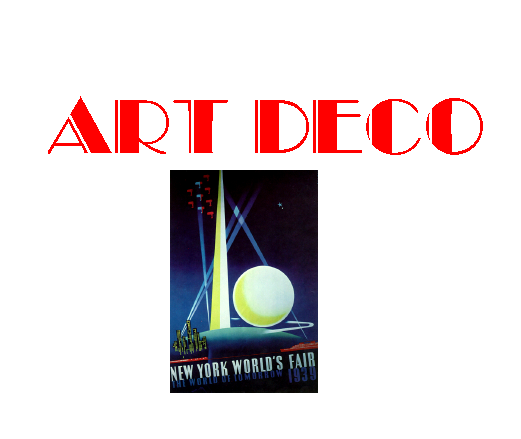 ART DECO
NEW YORK WORLD'S FAIR
THE WORLD OF TOMORROW 1939